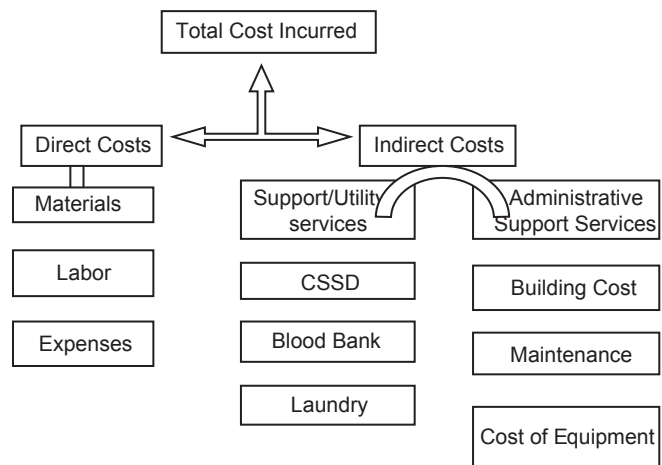 Total Cost Incurred
Direct Costs
Indirect Costs
Materials
Labor
Expenses
Support/Utility
services
CSSD
Blood Bank
Laundry
Administrative
Support Services
Building Cost
Maintenance
Cost of Equipment